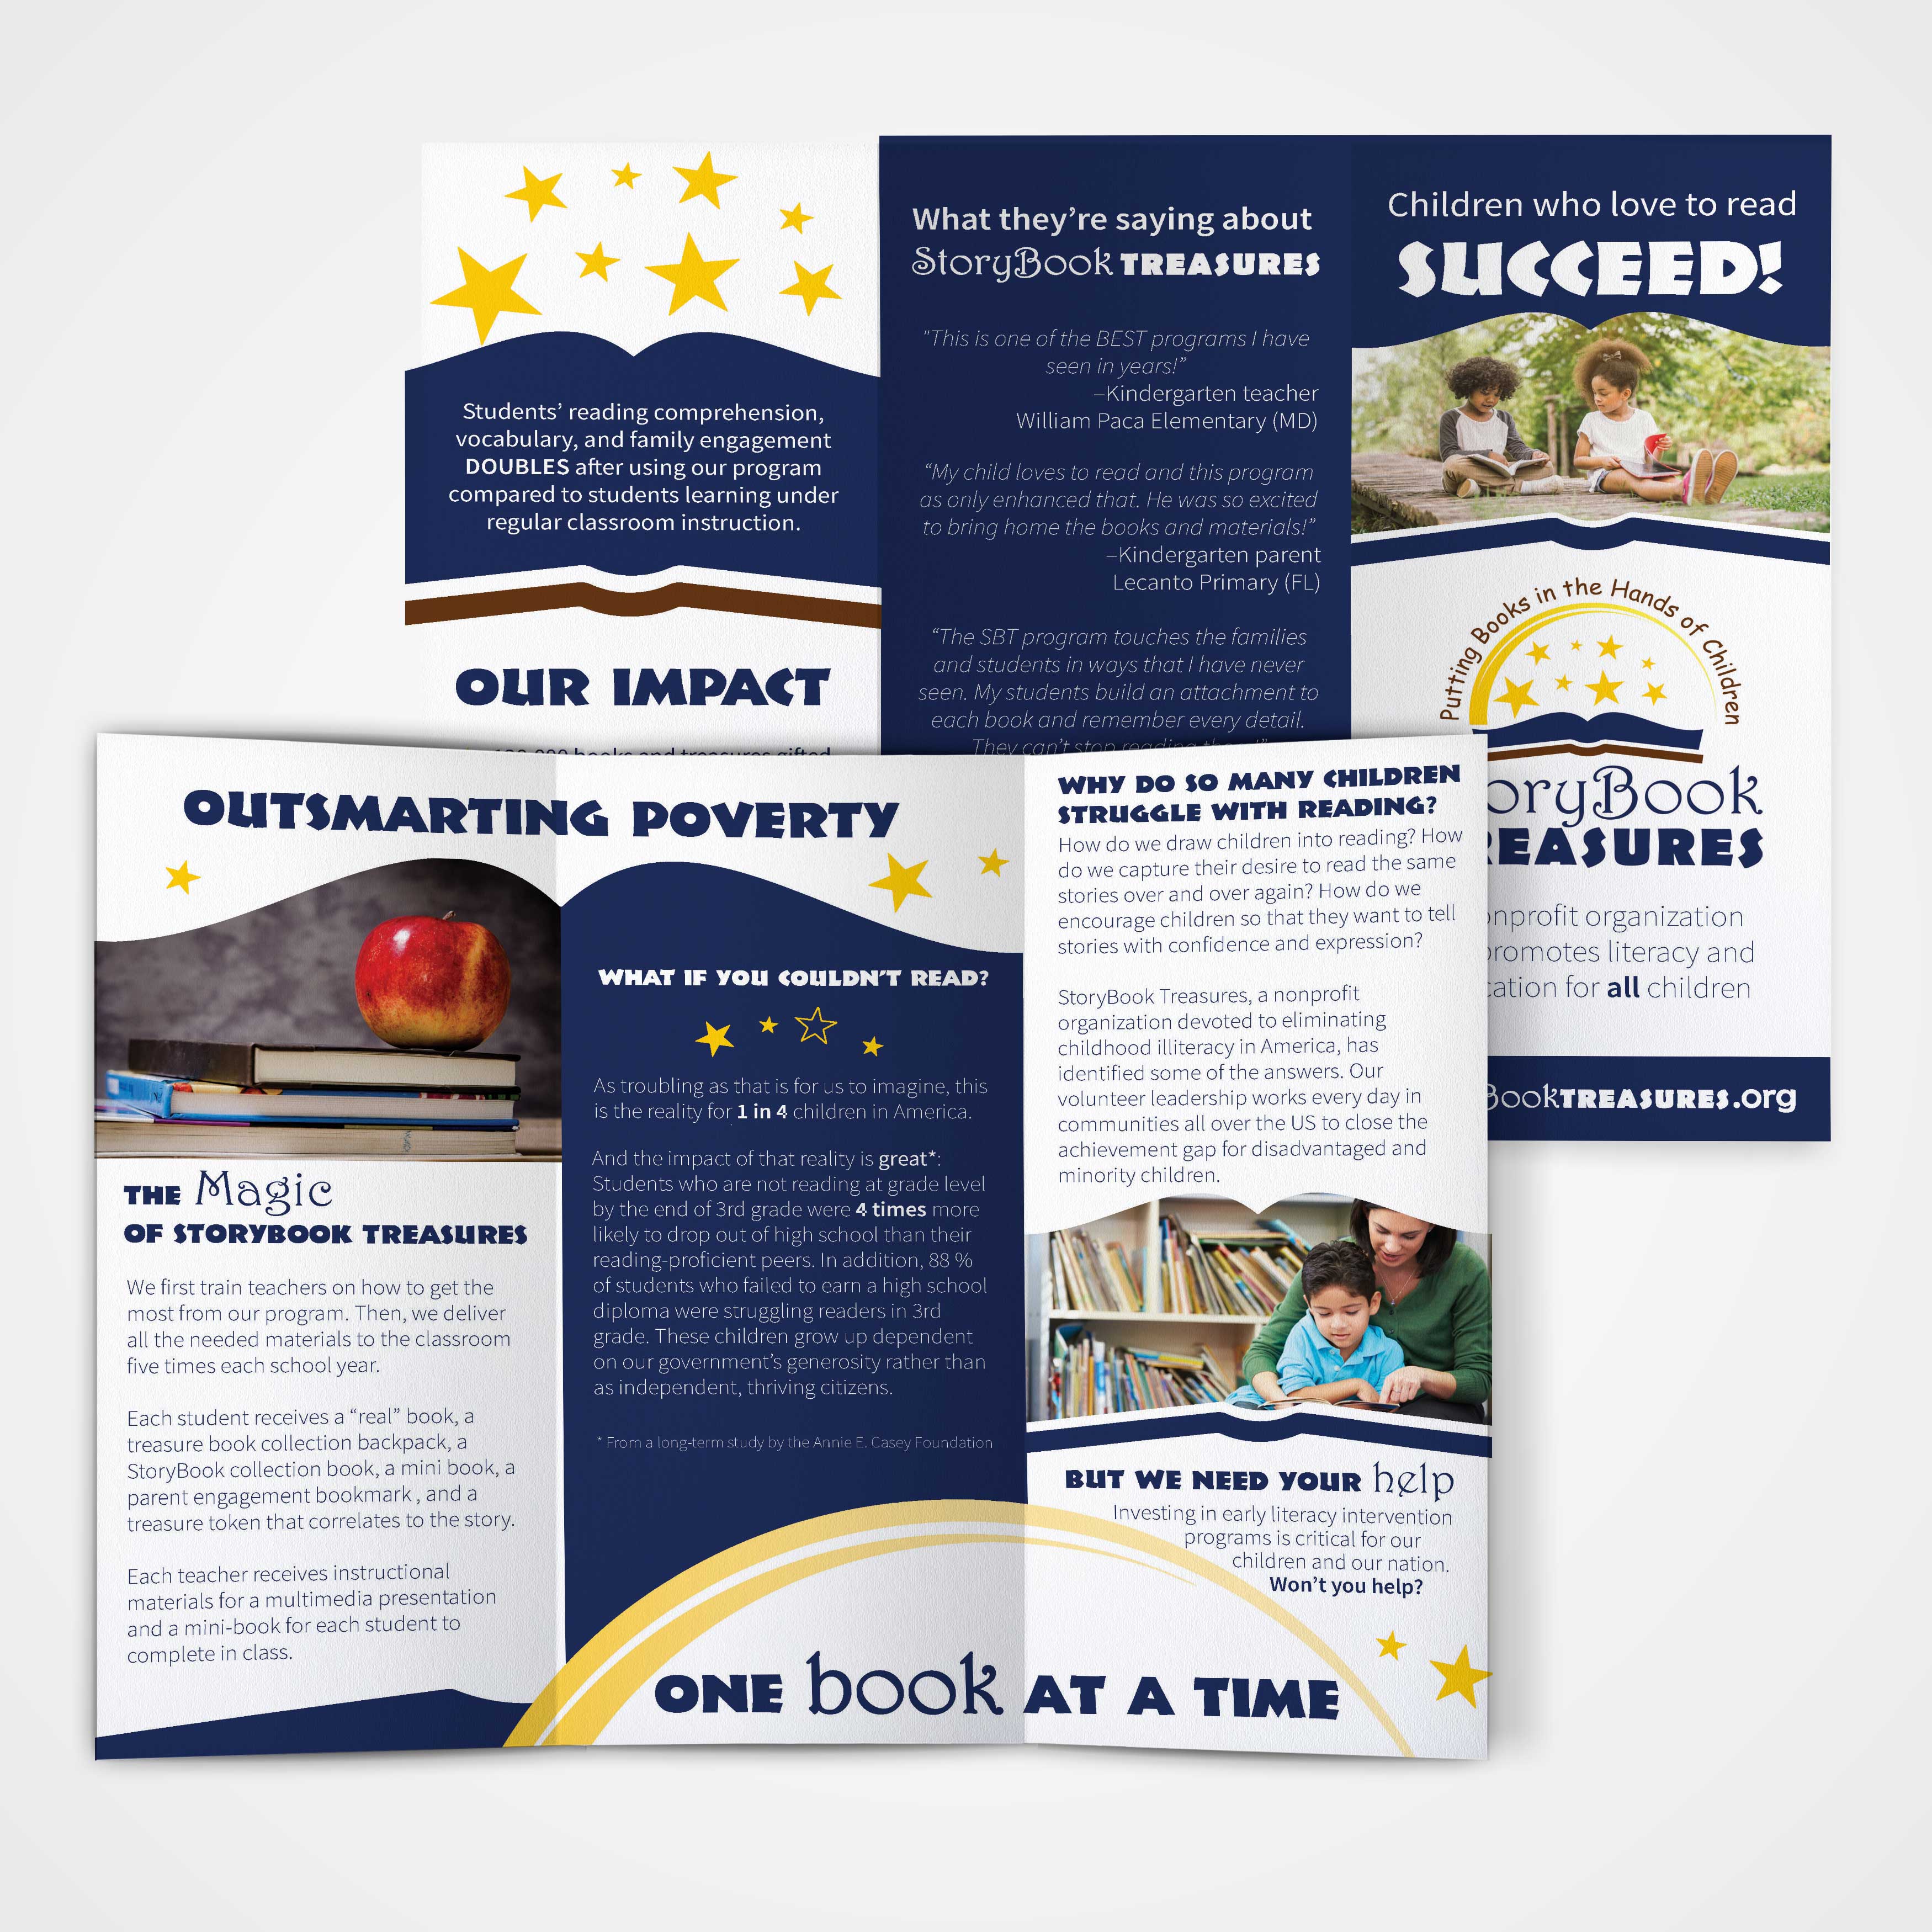 Students' reading comprehension,
vocabulary, and family engagement
DOUBLES after using our program
compared to students learning under
regular classroom instruction.
OUR IMPACT
books and treasures gifted
What they're saying about
StoryBook TREASURES
"This is one of the BEST programs I have
seen in years!"
–Kindergarten teacher
William Paca Elementary (MD)
“My child loves to read and this program
as only enhanced that. He was so excited
to bring home the books and materials!”
–Kindergarten parent
Lecanto Primary (FL)
“The SBT program touches the families
and students in ways that I have never
seen. My students build an attachment to
each book and remember every detail.
They can't stop reading them!”
Children who love to read
SUCCEED!
Putting Books in the Hands of Children
oryBook
REASURES
nprofit organization
promotes literacy and
cation for all children
BookTREASURES.org
OUTSMARTING POVERTY
THE Magic
OF STORYBOOK TREASURES
We first train teachers on how to get the
most from our program. Then, we deliver
all the needed materials to the classroom
five times each school year.
Each student receives a “real” book, a
treasure book collection backpack, a
StoryBook collection book, a mini book, a
parent engagement bookmark , and a
treasure token that correlates to the story.
Each teacher receives instructional
materials for a multimedia presentation
and a mini-book for each student to
complete in class.
WHAT IF YOU COULDN'T READ?
As troubling as that is for us to imagine, this
is the reality for 1 in 4 children in America.
And the impact of that reality is great*:
Students who are not reading at grade level
by the end of 3rd grade were 4 times more
likely to drop out of high school than their
reading-proficient peers. In addition, 88 %
of students who failed to earn a high school
diploma were struggling readers in 3rd
grade. These children grow up dependent
on our government's generosity rather than
as independent, thriving citizens.
* From a long-term study by the Annie E. Casey Foundation
WHY DO SO MANY CHILDREN
STRUGGLE WITH READING?
How do we draw children into reading? How
do we capture their desire to read the same
stories over and over again? How do we
encourage children so that they want to tell
stories with confidence and expression?
StoryBook Treasures, a nonprofit
organization devoted to eliminating
childhood illiteracy in America, has
identified some of the answers. Our
volunteer leadership works every day in
communities all over the US to close the
achievement gap for disadvantaged and
minority children.
BUT WE NEED YOUR help
Investing in early literacy intervention
programs is critical for our
children and our nation.
Won't you help?
ONE book AT A TIME